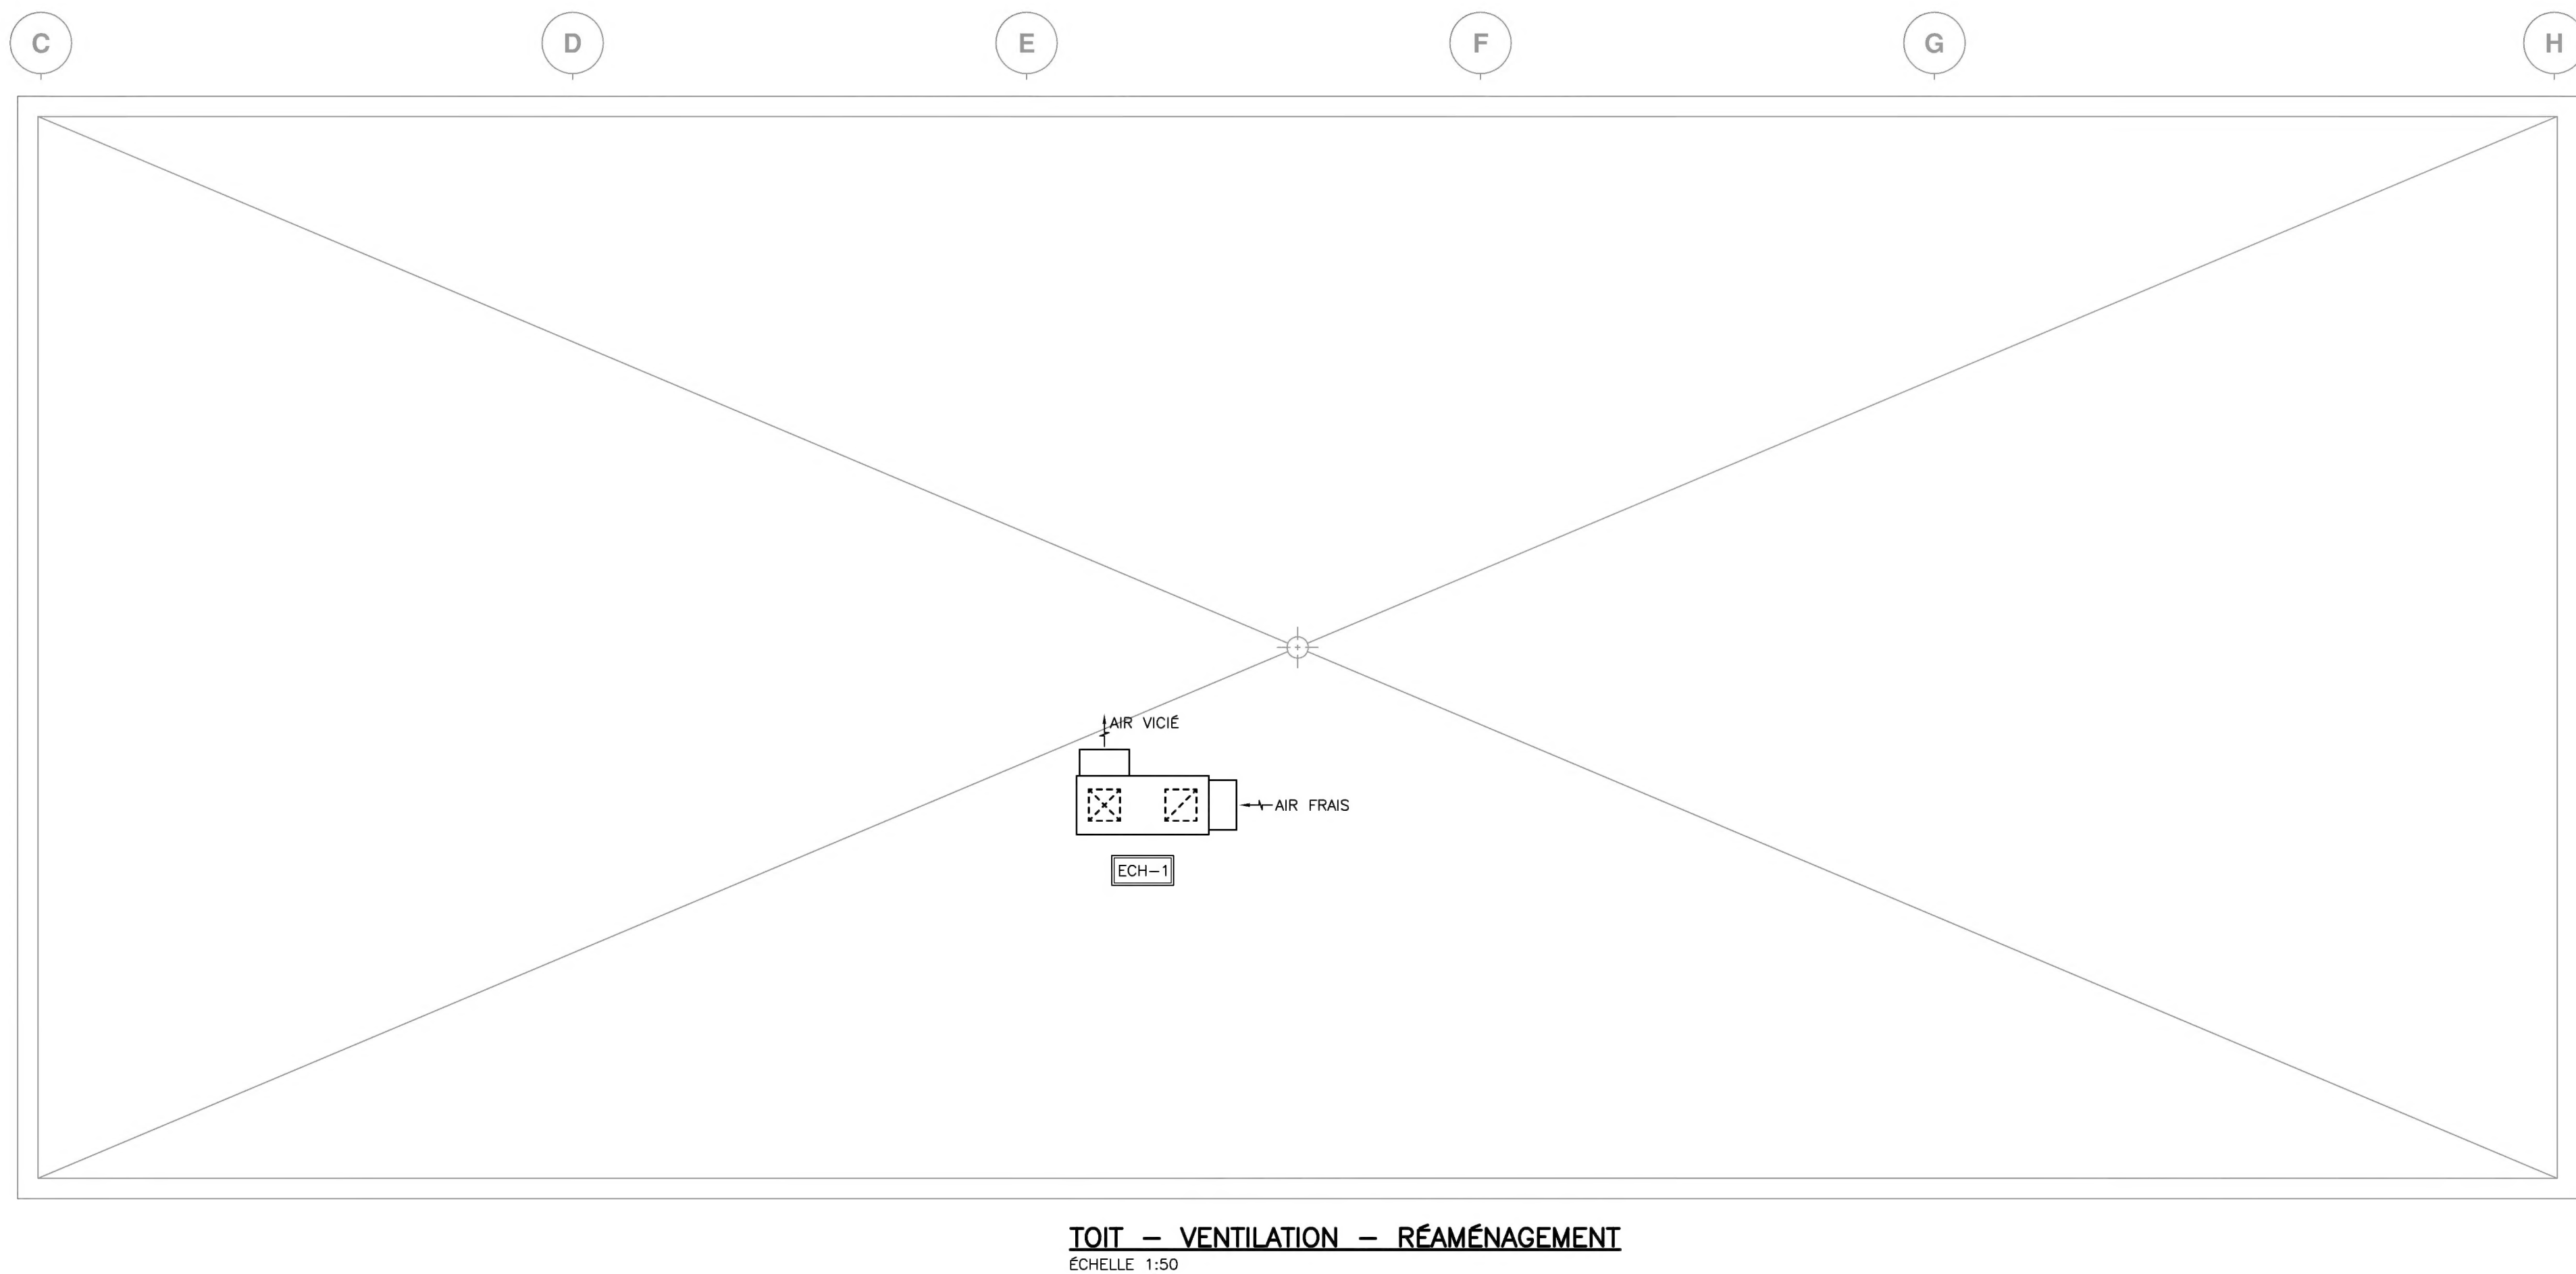 C D E F G H
AIR VICIÉ
AIR FRAIS
ECH-1
TOIT - VENTILATION - RÉAMÉNAGEMENT
ÉCHELLE 1:50